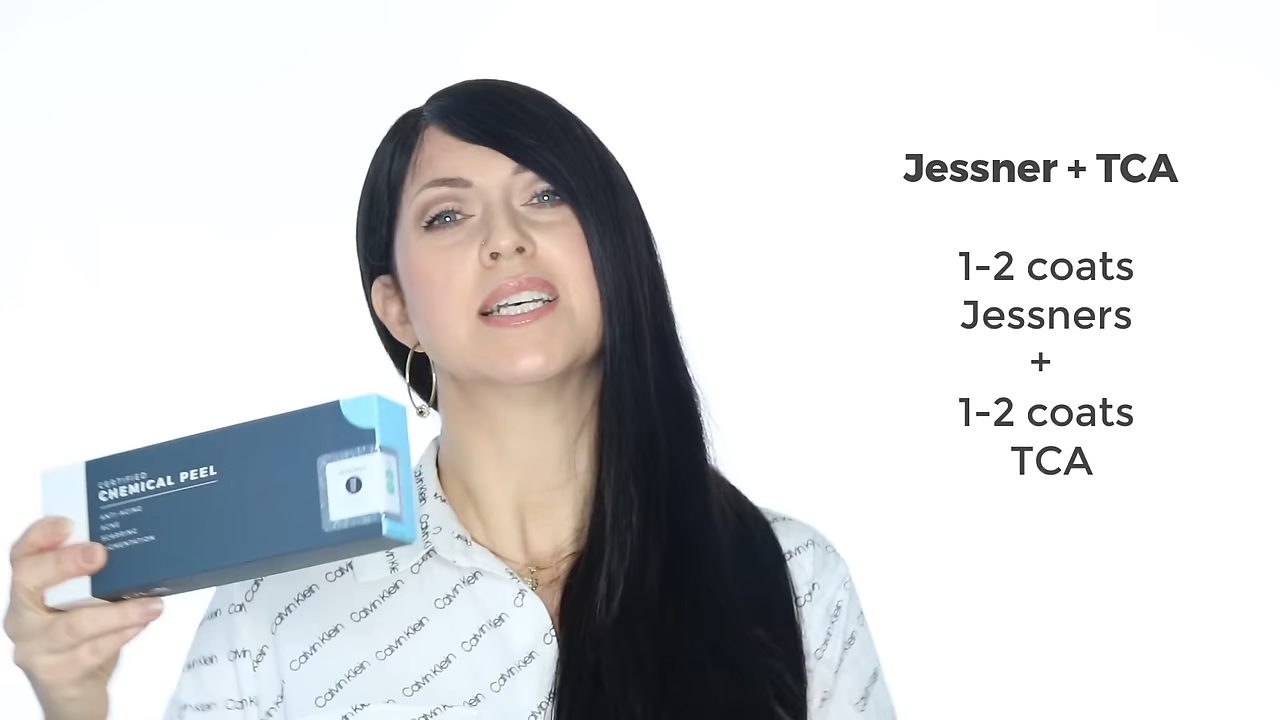 Jessner + TCA
1-2 coats
Jessners
+
1-2 coats
TCA
CERTIFIED
CHEMICAL PEEL
ANTI-AGING
ACNE
SCARRING
Calvin Klein